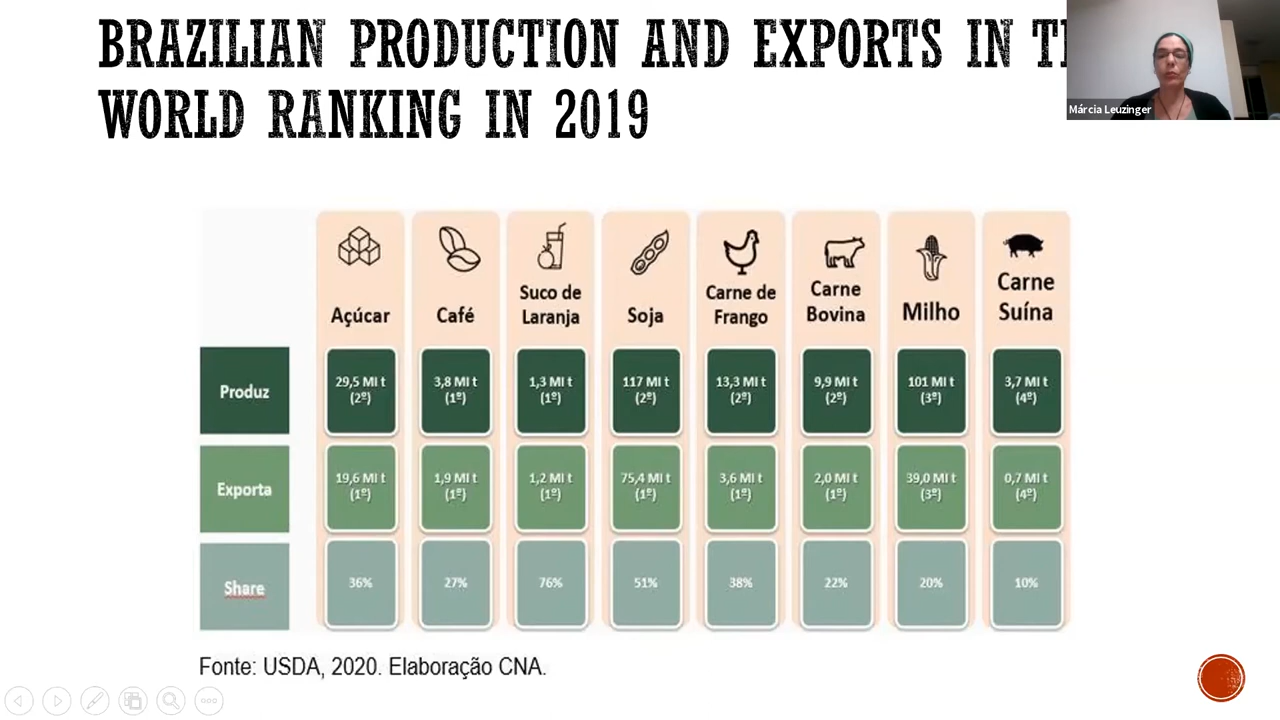 BRAZILIAN PRODUCTION AND EXPORTS IN
WORLD RANKING IN 2019
Márcia Leuzinger
Açúcar
Café
Suco de
Laranja
Soja
Carne de
Frango
Carne
Bovina
Milho
Carne
Suína
Produz
29,5 MI t
(2º)
3,8 MI t
(1º)
1,3 MI t
(1º)
117 MI t
(2º)
13,3 MI t
(2º)
9,9 MI t
(2º)
101 MI t
(3º)
3,7 MI t
(4º)
Exporta
19,6 MI t
(1º)
1,9 MI t
(1º)
1,2 MI t
(1º)
75,4 MI t
(1º)
3,6 MI t
(1º)
2,0 MI t
(1º)
39,0 MI t
(3º)
0,7 MI t
(4º)
Share
36%
27%
76%
51%
38%
22%
20%
10%
Fonte: USDA, 2020. Elaboração CNA.